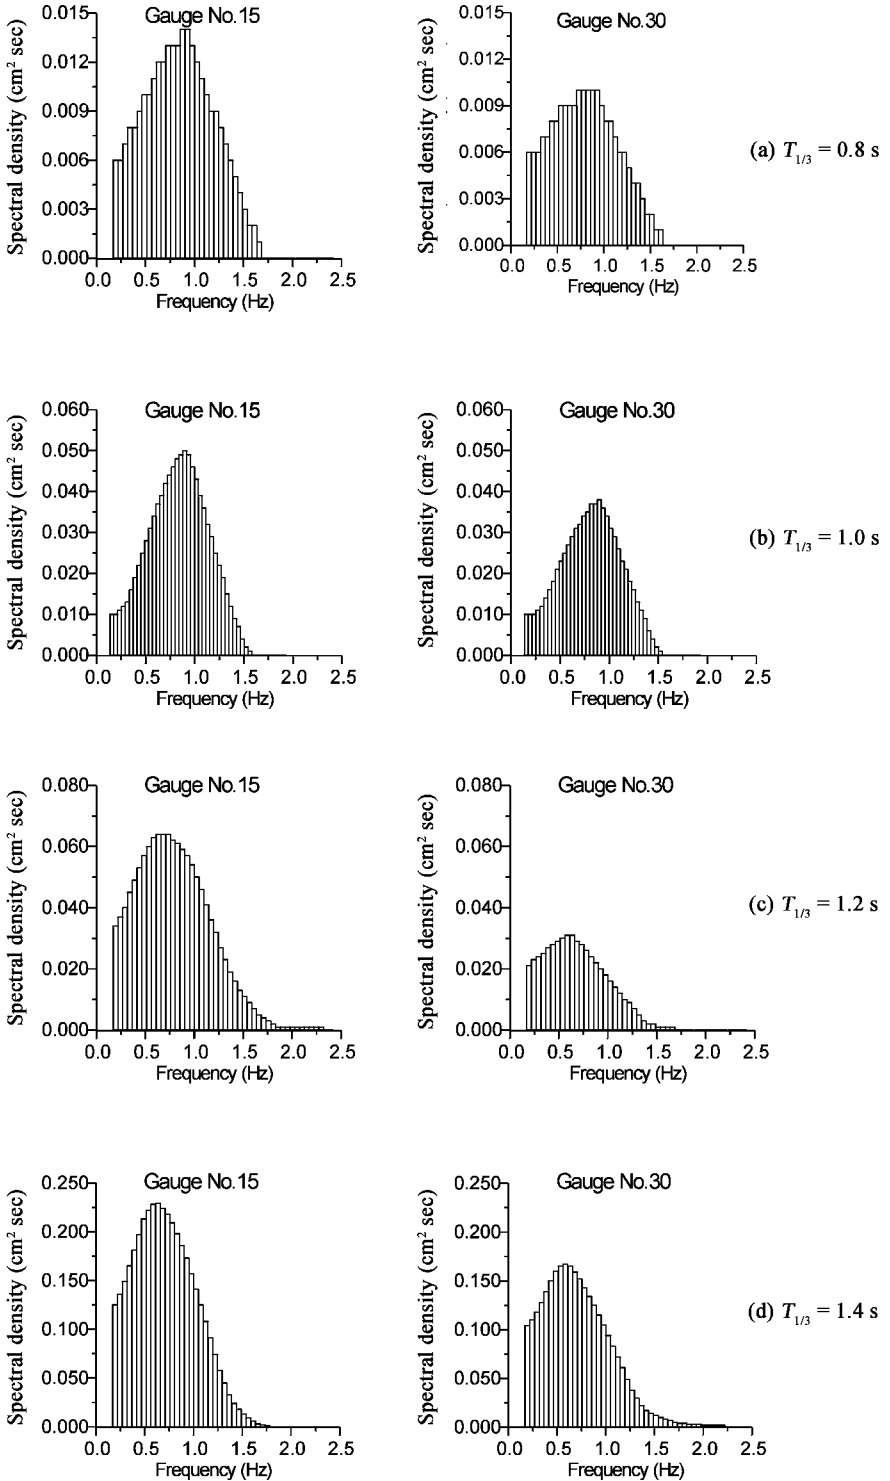 Gauge No.15
Spectral density (cm² sec)
0.015
0.012
0.009
0.006
0.003
0.000
0.0 0.5 1.0 1.5 2.0 2.5
Frequency (Hz)
Gauge No.30
Spectral density (cm² sec)
0.015
0.012
0.009
0.006
0.003
0.000
0.0 0.5 1.0 1.5 2.0 2.5
Frequency (Hz)
(a) T1/3 = 0.8 s
Gauge No.15
Spectral density (cm² sec)
0.060
0.050
0.040
0.030
0.020
0.010
0.000
0.0 0.5 1.0 1.5 2.0 2.5
Frequency (Hz)
Gauge No.30
Spectral density (cm² sec)
0.060
0.050
0.040
0.030
0.020
0.010
0.000
0.0 0.5 1.0 1.5 2.0 2.5
Frequency (Hz)
(b) T1/3 = 1.0 s
Gauge No.15
Spectral density (cm² sec)
0.080
0.060
0.040
0.020
0.000
0.0 0.5 1.0 1.5 2.0 2.5
Frequency (Hz)
Gauge No.30
Spectral density (cm² sec)
0.080
0.060
0.040
0.020
0.000
0.0 0.5 1.0 1.5 2.0 2.5
Frequency (Hz)
(c) T1/3 = 1.2 s
Gauge No.15
Spectral density (cm² sec)
0.250
0.200
0.150
0.100
0.050
0.000
0.0 0.5 1.0 1.5 2.0 2.5
Frequency (Hz)
Gauge No.30
Spectral density (cm² sec)
0.250
0.200
0.150
0.100
0.050
0.000
0.0 0.5 1.0 1.5 2.0 2.5
Frequency (Hz)
(d) T1/3 = 1.4 s